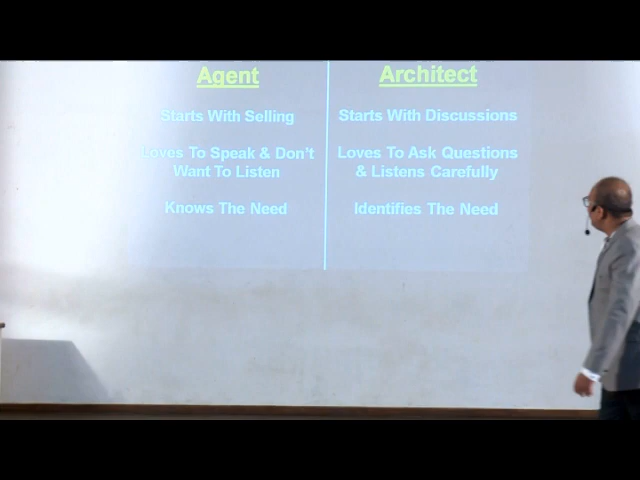 Agent
Starts With Selling
Loves To Speak & Don't
Want To Listen
Knows The Need
Architect
Starts With Discussions
Loves To Ask Questions
& Listens Carefully
Identifies The Need